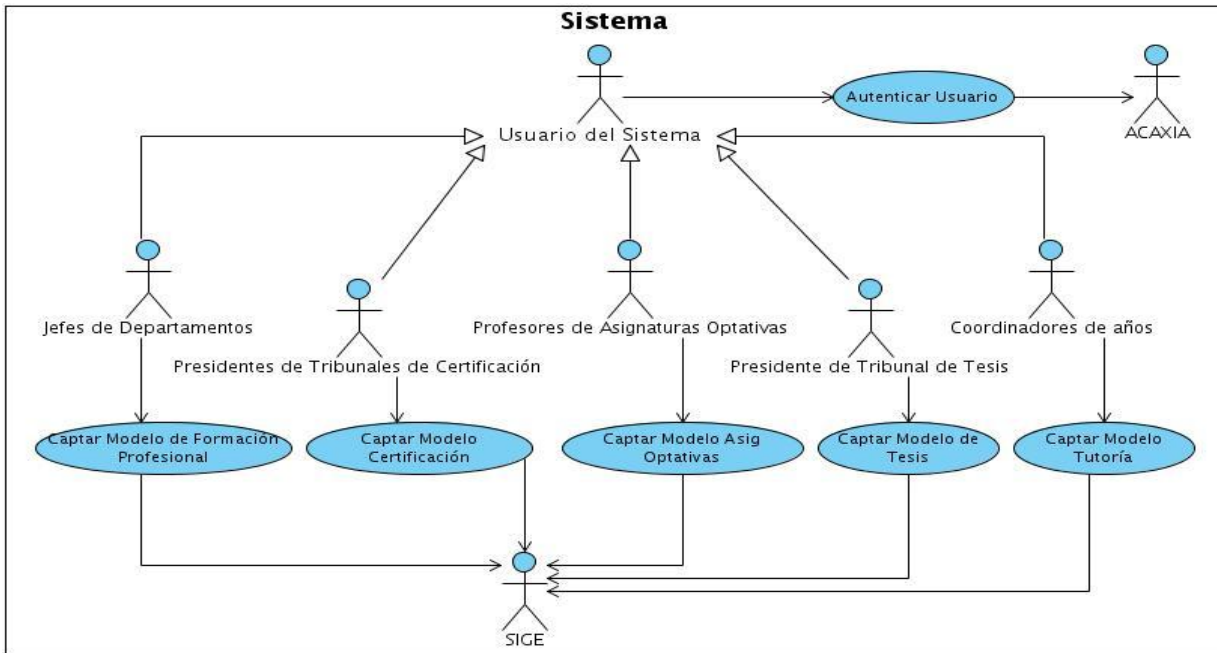 Sistema
Autenticar Usuario
ACAXIA
Usuario del Sistema
Jefes de Departamentos
Presidentes de Tribunales de Certificación
Profesores de Asignaturas Optativas
Presidente de Tribunal de Tesis
Coordinadores de años
Captar Modelo de Formación
Profesional
Captar Modelo
Certificación
Captar Modelo Asig
Optativas
Captar Modelo de
Tesis
Captar Modelo
Tutoría
SIGE